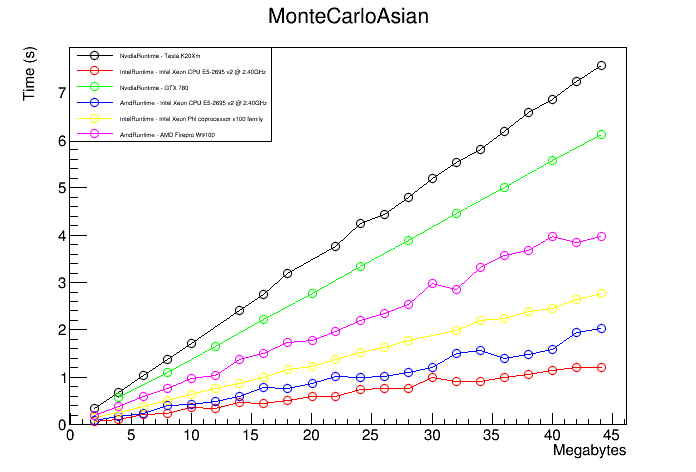 MonteCarloAsian
Time (s)
NvidiaRuntime - Tesla K20Xm
IntelRuntime - Intel Xeon CPU E5-2695 v2 @ 2.40GHz
NvidiaRuntime - GTX 780
AmdRuntime - Intel Xeon CPU E5-2695 v2 @ 2.40GHz
IntelRuntime - Intel Xeon Phi coprocessor x100 family
AmdRuntime - AMD Firepro W9100
7
6
5
4
3
2
1
0
0 5 10 15 20 25 30 35 40 45
Megabytes